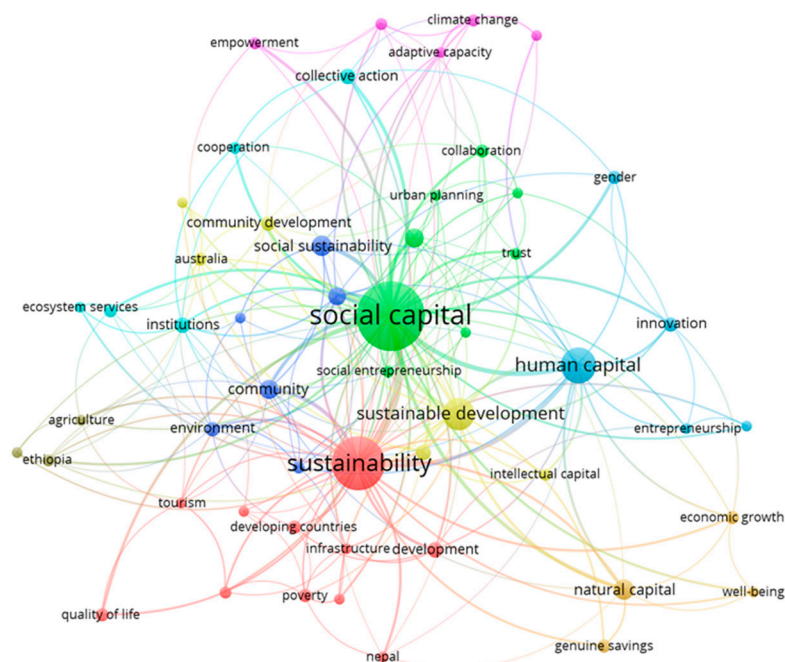 climate change
empowerment
adaptive capacity
collective action
cooperation
collaboration
gender
urban planning
community development
social sustainability
trust
australia
ecosystem services
social capital
institutions
innovation
human capital
social entrepreneurship
community
sustainable development
agriculture
environment
entrepreneurship
ethiopia
sustainability
intellectual capital
tourism
economic growth
developing countries
infrastructure
development
natural capital
well-being
poverty
quality of life
genuine savings
nepal